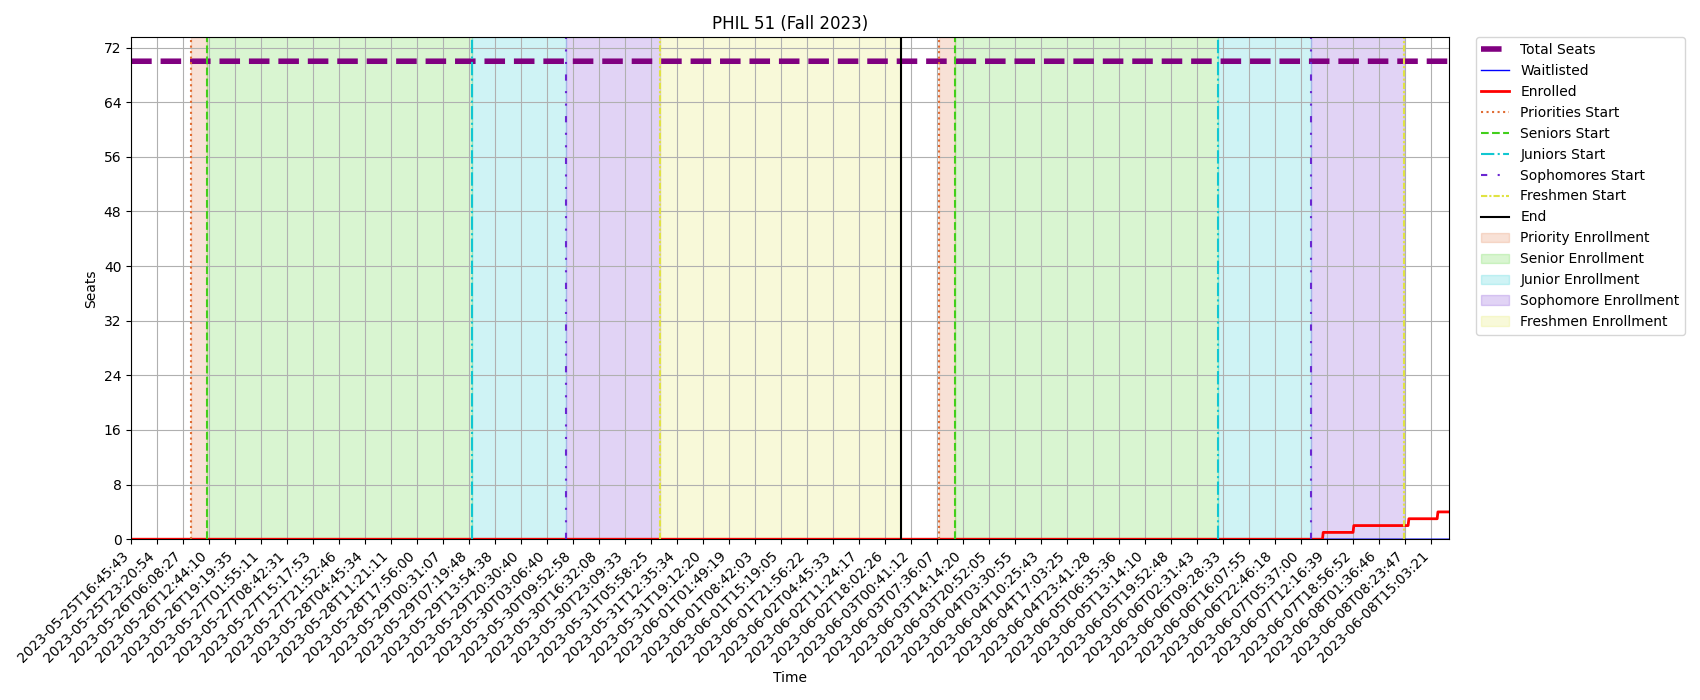 PHIL 51 (Fall 2023)
72
64
56
48
40
32
24
16
8
0
Seats
2023-05-25T16:45:43
2023-05-25T23:20:54
2023-05-26T06:08:27
2023-05-26T12:44:10
2023-05-26T19:19:35
2023-05-27T01:55:11
2023-05-27T08:42:31
2023-05-27T15:17:53
2023-05-27T21:52:46
2023-05-28T04:45:34
2023-05-28T11:21:11
2023-05-28T17:56:00
2023-05-29T00:31:07
2023-05-29T07:19:48
2023-05-29T13:54:38
2023-05-29T20:30:40
2023-05-30T03:06:40
2023-05-30T09:52:58
2023-05-30T16:32:08
2023-05-30T23:09:33
2023-05-31T05:58:25
2023-05-31T12:35:34
2023-05-31T19:12:20
2023-06-01T01:49:19
2023-06-01T08:42:03
2023-06-01T15:19:05
2023-06-01T21:56:22
2023-06-02T04:45:33
2023-06-02T11:24:17
2023-06-02T18:02:26
2023-06-03T00:41:12
2023-06-03T07:36:07
2023-06-03T14:14:20
2023-06-03T20:52:05
2023-06-04T03:30:55
2023-06-04T10:25:43
2023-06-04T17:03:25
2023-06-04T23:41:28
2023-06-05T06:35:36
2023-06-05T13:14:10
2023-06-05T19:52:48
2023-06-06T02:31:43
2023-06-06T09:28:33
2023-06-06T16:07:55
2023-06-06T22:46:18
2023-06-07T05:37:00
2023-06-07T12:16:39
2023-06-07T18:56:52
2023-06-08T01:36:46
2023-06-08T08:23:47
2023-06-08T15:03:21
Time
Total Seats
Waitlisted
Enrolled
Priorities Start
Seniors Start
Juniors Start
Sophomores Start
Freshmen Start
End
Priority Enrollment
Senior Enrollment
Junior Enrollment
Sophomore Enrollment
Freshmen Enrollment